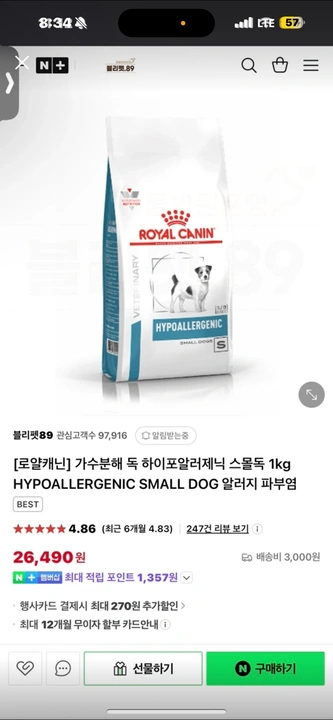 8:34
LTE 57
N+
블리펫.89
VETERINARY
ROYAL CANIN
HYPOALLERGENIC
SMALL DOGS S
블리펫89 관심고객수 97,916 알림받는중
[로얄캐닌] 가수분해 독 하이포알러제닉 스몰독 1kg
HYPOALLERGENIC SMALL DOG 알러지 피부염
BEST
★★★★★ 4.86 (최근 6개월 4.83) 247건 리뷰 보기
26,490원 배송비 3,000원
N+ 멤버십 최대 적립 포인트 1,357원
· 행사카드 결제시 최대 270원 추가할인 >
· 최대 12개월 무이자 할부 카드안내
선물하기
N 구매하기